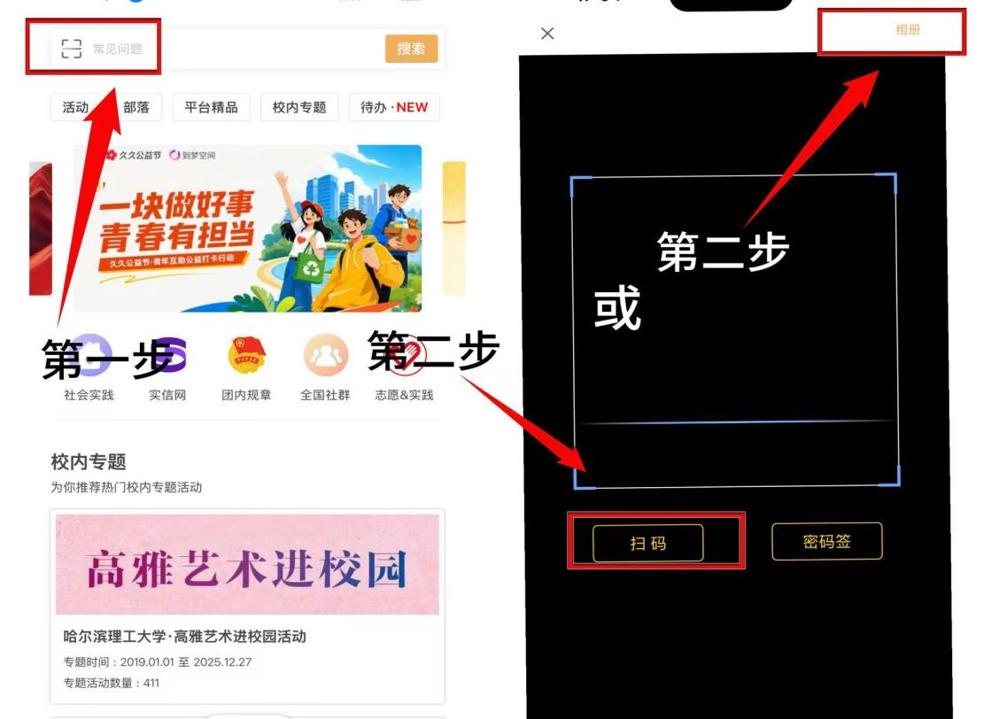 常见问题
搜索
活动
部落
平台精品
校内专题
待办·NEW
久久公益节 到梦空间
一块做好事
青春有担当
久久公益节·青年互助公益打卡行动
第一步
第二步
社会实践
实信网
团内规章
全国社群
志愿&实践
校内专题
为你推荐热门校内专题活动
高雅艺术进校园
哈尔滨理工大学·高雅艺术进校园活动
专题时间：2019.01.01 至 2025.12.27
专题活动数量：411
相册
第二步
或
扫码
密码签